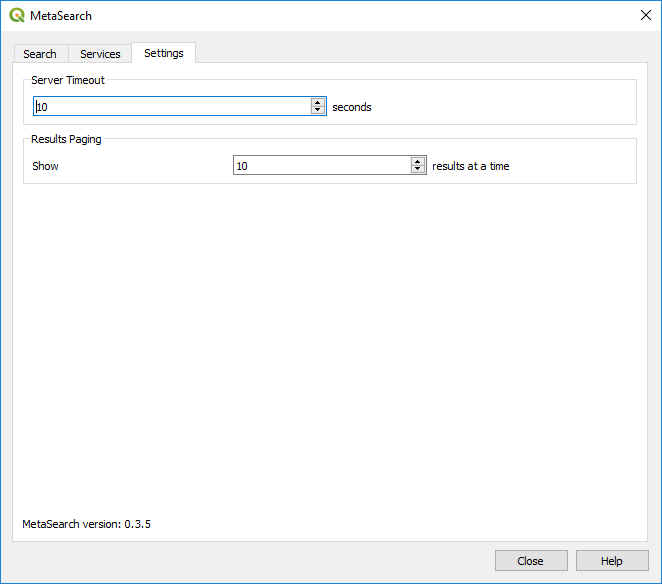 MetaSearch
Search Services Settings
Server Timeout
10 seconds
Results Paging
Show 10 results at a time
MetaSearch version: 0.3.5
Close Help